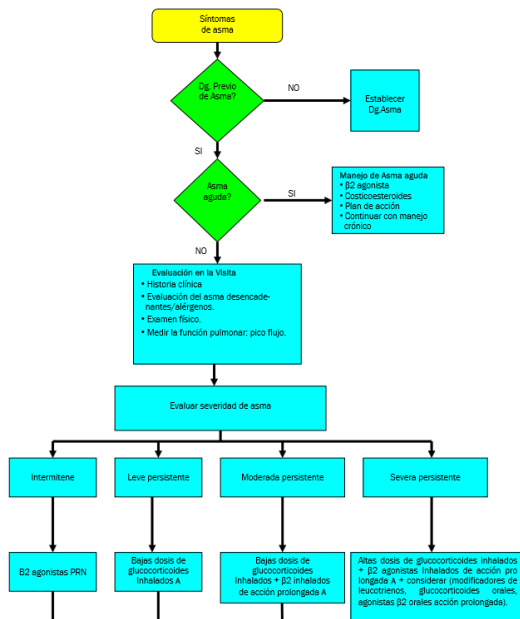 Síntomas
de asma
Dg. Previo
de Asma?
NO
Establecer
Dg.Asma
SI
Asma
aguda?
SI
Manejo de Asma aguda
• β2 agonista
• Costicoesteroides
• Plan de acción
• Continuar con manejo
crónico
NO
Evaluación en la Visita
• Historia clínica
• Evaluación del asma desencade-
nantes/alérgenos.
• Examen físico.
• Medir la función pulmonar: pico flujo.
Evaluar severidad de asma
Intermitene
Leve persistente
Moderada persistente
Severa persistente
B2 agonistas PRN
Bajas dosis de
glucocorticoides
Inhalados A
Bajas dosis de
glucocorticoides
Inhalados + β2 inhalados
de acción prolongada A
Altas dosis de glucocorticoides inhalados
+ β2 agonistas Inhalados de acción pro
longada A + considerar (modificadores de
leucotrienos, glucocorticoides orales,
agonistas β2 orales acción prolongada).